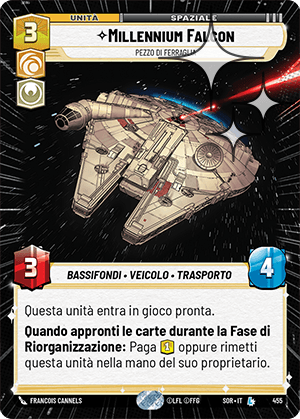 UNITÀ SPAZIALE
3
MILLENNIUM FALCON
PEZZO DI FERRAGLIA
3
BASSIFONDI • VEICOLO • TRASPORTO
4
Questa unità entra in gioco pronta.
Quando appronti le carte durante la Fase di
Riorganizzazione: Paga 1 oppure rimetti
questa unità nella mano del suo proprietario.
FRANCOIS CANNELS
©LFL ©FFG
SOR • IT
455